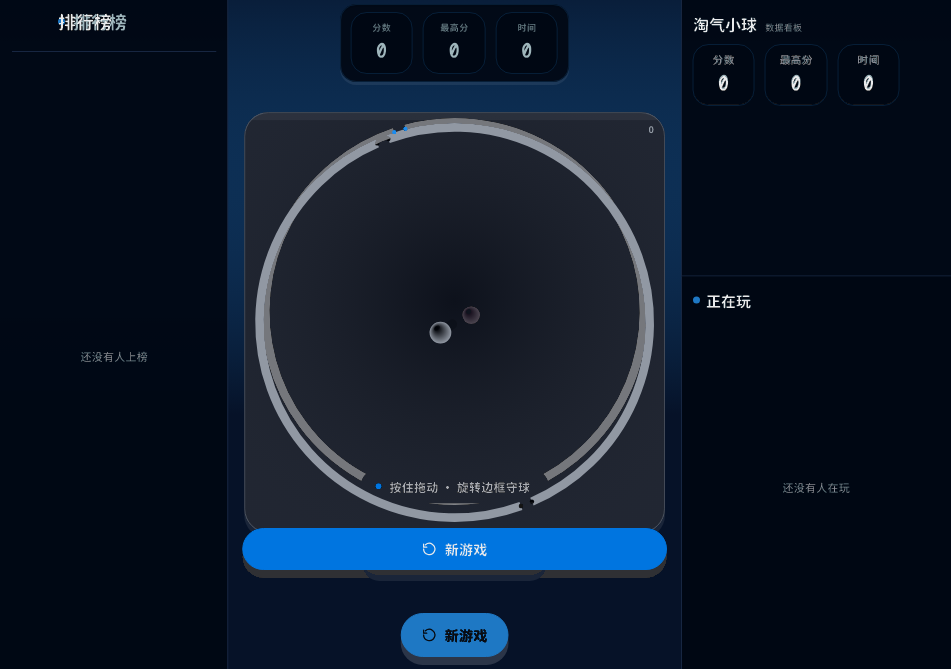 排行榜
还没有人上榜
分数
最高分
时间
0
0
0
0
按住拖动 • 旋转边框守球
新游戏
新游戏
淘气小球 数据看板
分数
最高分
时间
0
0
0
正在玩
还没有人在玩